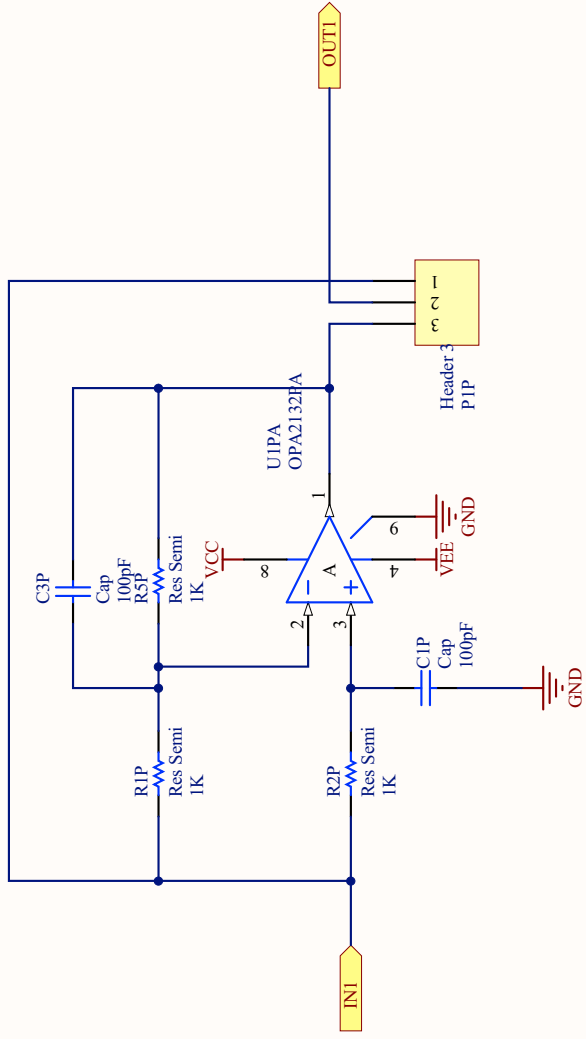 OUT1
1
2
3
Header 3
P1P
U1PA
OPA2132PA
C3P
Cap
100pF
R5P
Res Semi
1K
VCC
8
1
A
2
3
9
GND
4
VEE
C1P
Cap
100pF
GND
R1P
Res Semi
1K
R2P
Res Semi
1K
IN1